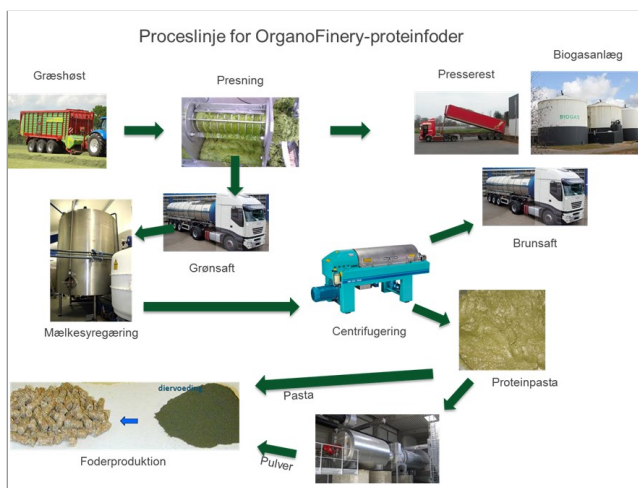 Proceslinje for OrganoFinery-proteinfoder
Græshøst
Presning
Presserest
Biogasanlæg
BIOGAS
Grønsaft
Brunsaft
Mælkesyregæring
Centrifugering
Proteinpasta
Pasta
diervoeding
Foderproduktion
Pulver